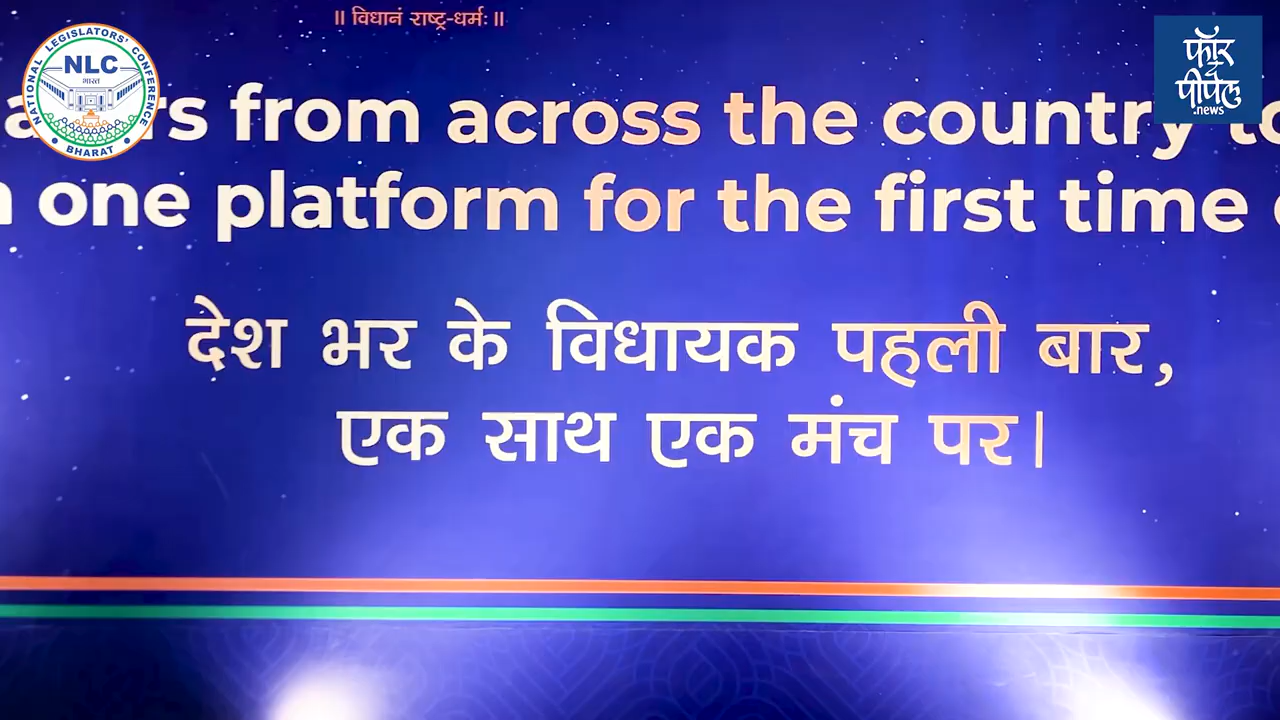 ॥ विधानं राष्ट्र-धर्मः ॥
NATIONAL LEGISLATORS' CONFERENCE
NLC
भारत
BHARAT
फॉर
द
पीपल
.news
from across the country
one platform for the first time
देश भर के विधायक पहली बार,
एक साथ एक मंच पर।